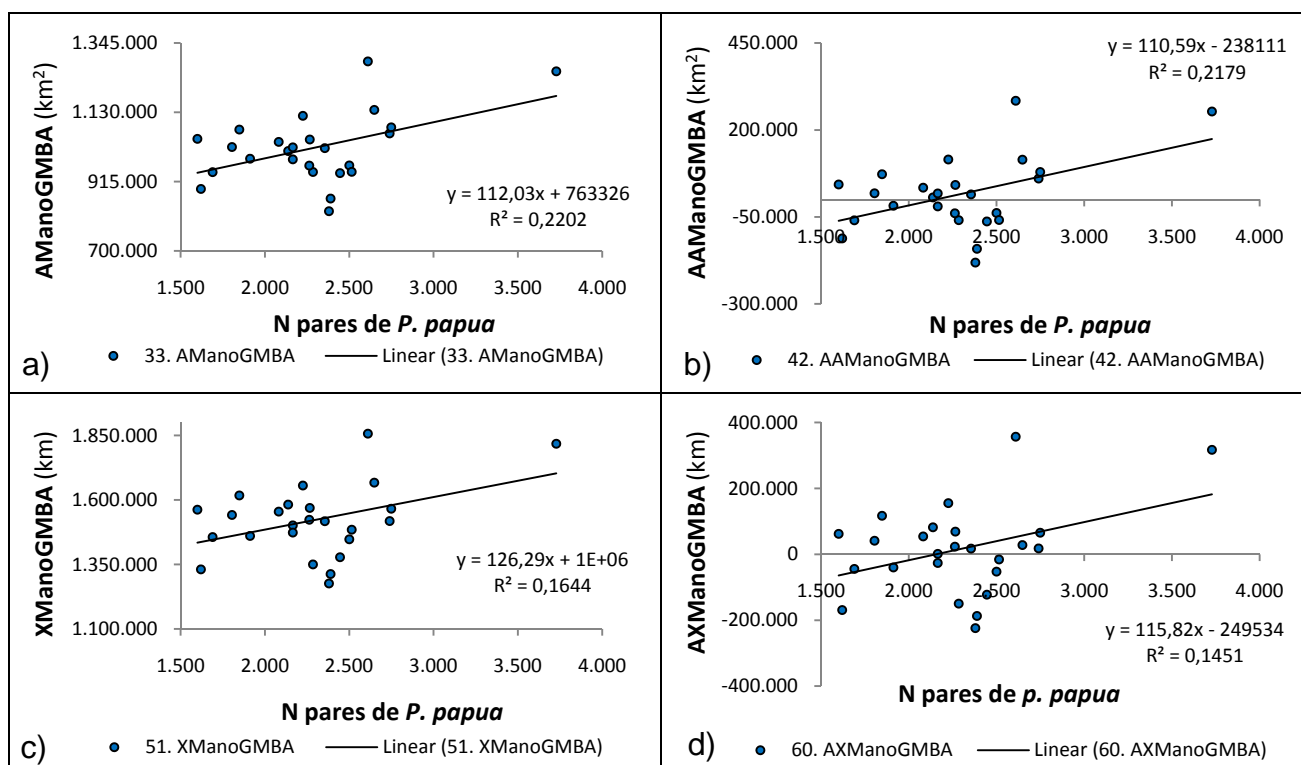 AManoGMBA (km²)
1.345.000
1.130.000
915.000
700.000
y = 112,03x + 763326
R² = 0,2202
1.500 2.000 2.500 3.000 3.500 4.000
N pares de P. papua
33. AManoGMBA Linear (33. AManoGMBA)
a)
AAManoGMBA (km²)
450.000
200.000
-50.000
-300.000
y = 110,59x - 238111
R² = 0,2179
1.500 2.000 2.500 3.000 3.500 4.000
N pares de P. papua
42. AAManoGMBA Linear (42. AAManoGMBA)
b)
XManoGMBA (km)
1.850.000
1.600.000
1.350.000
1.100.000
y = 126,29x + 1E+06
R² = 0,1644
1.500 2.000 2.500 3.000 3.500 4.000
N pares de P. papua
51. XManoGMBA Linear (51. XManoGMBA)
c)
AXManoGMBA (km)
400.000
200.000
0
-200.000
-400.000
1.500 2.000 2.500 3.000 3.500 4.000
y = 115,82x - 249534
R² = 0,1451
N pares de p. papua
60. AXManoGMBA Linear (60. AXManoGMBA)
d)